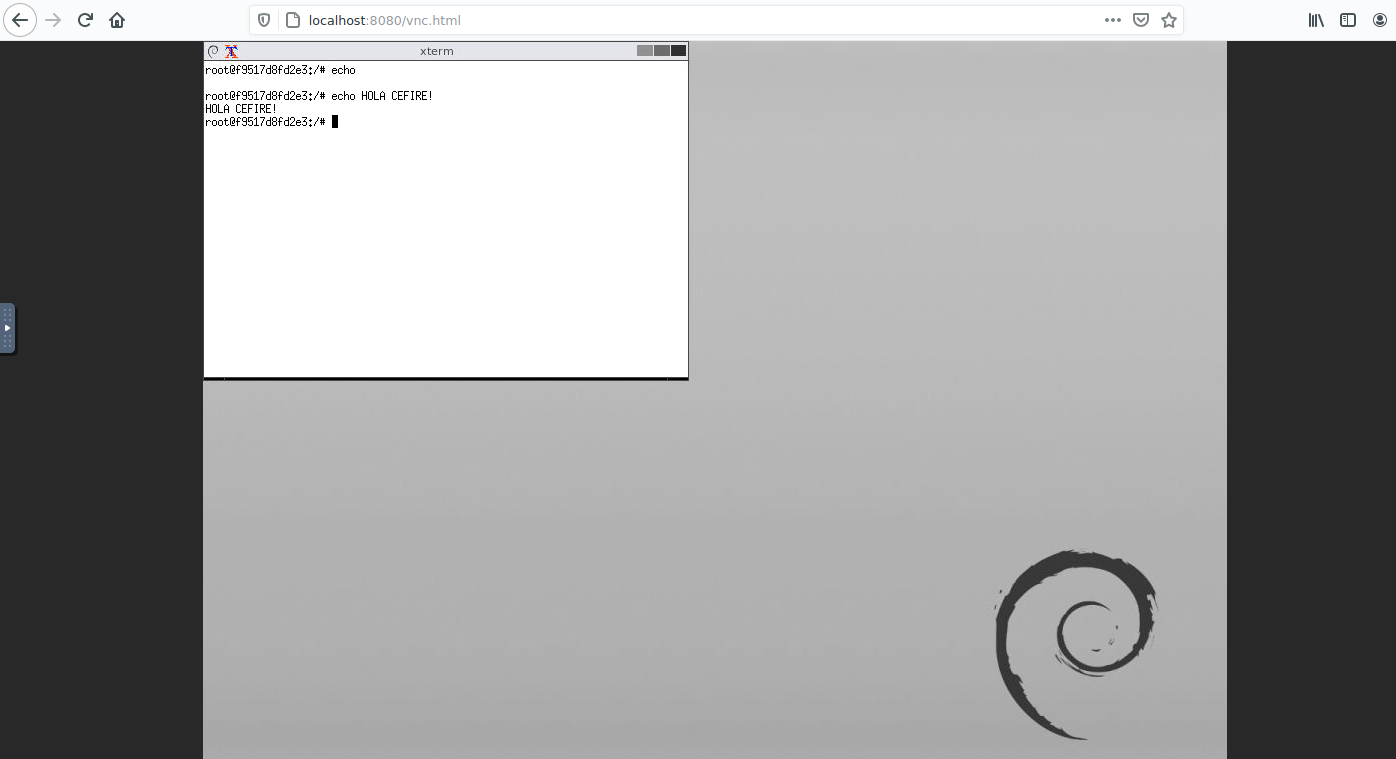 localhost:8080/vnc.html
xterm
root@f9517d8fd2e3:/# echo
root@f9517d8fd2e3:/# echo HOLA CEFIRE!
HOLA CEFIRE!
root@f9517d8fd2e3:/#